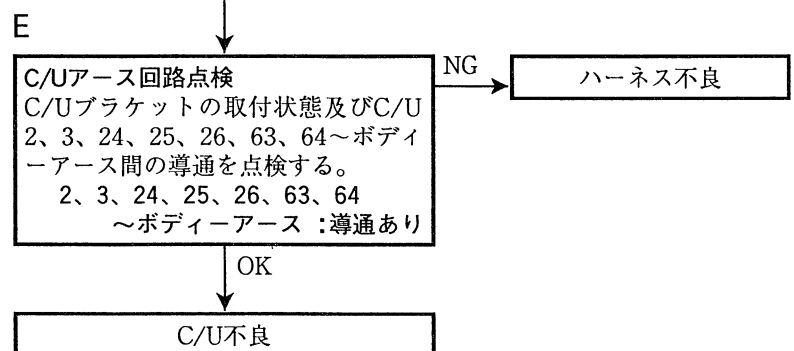 E
C/Uアース回路点検
C/Uブラケットの取付状態及びC/U
2、3、24、25、26、63、64～ボディ
ーアース間の導通を点検する。
2、3、24、25、26、63、64
～ボディーアース：導通あり
NG
ハーネス不良
OK
C/U不良